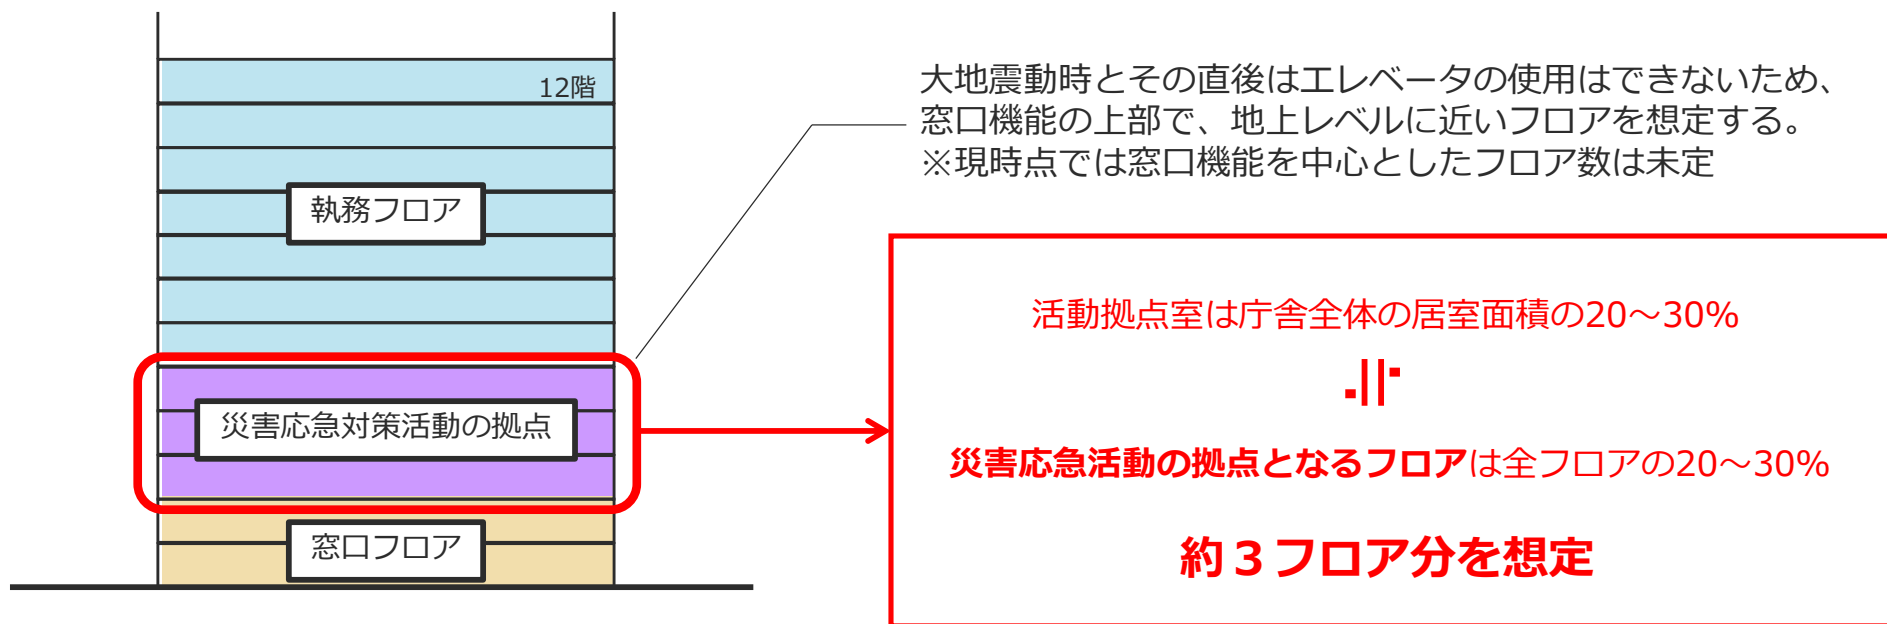 12階
執務フロア
災害応急対策活動の拠点
窓口フロア
大地震動時とその直後はエレベータの使用はできないため、
窓口機能の上部で、地上レベルに近いフロアを想定する。
※現時点では窓口機能を中心としたフロア数は未定
活動拠点室は庁舎全体の居室面積の20～30%
≒
災害応急活動の拠点となるフロアは全フロアの20～30%
約３フロア分を想定